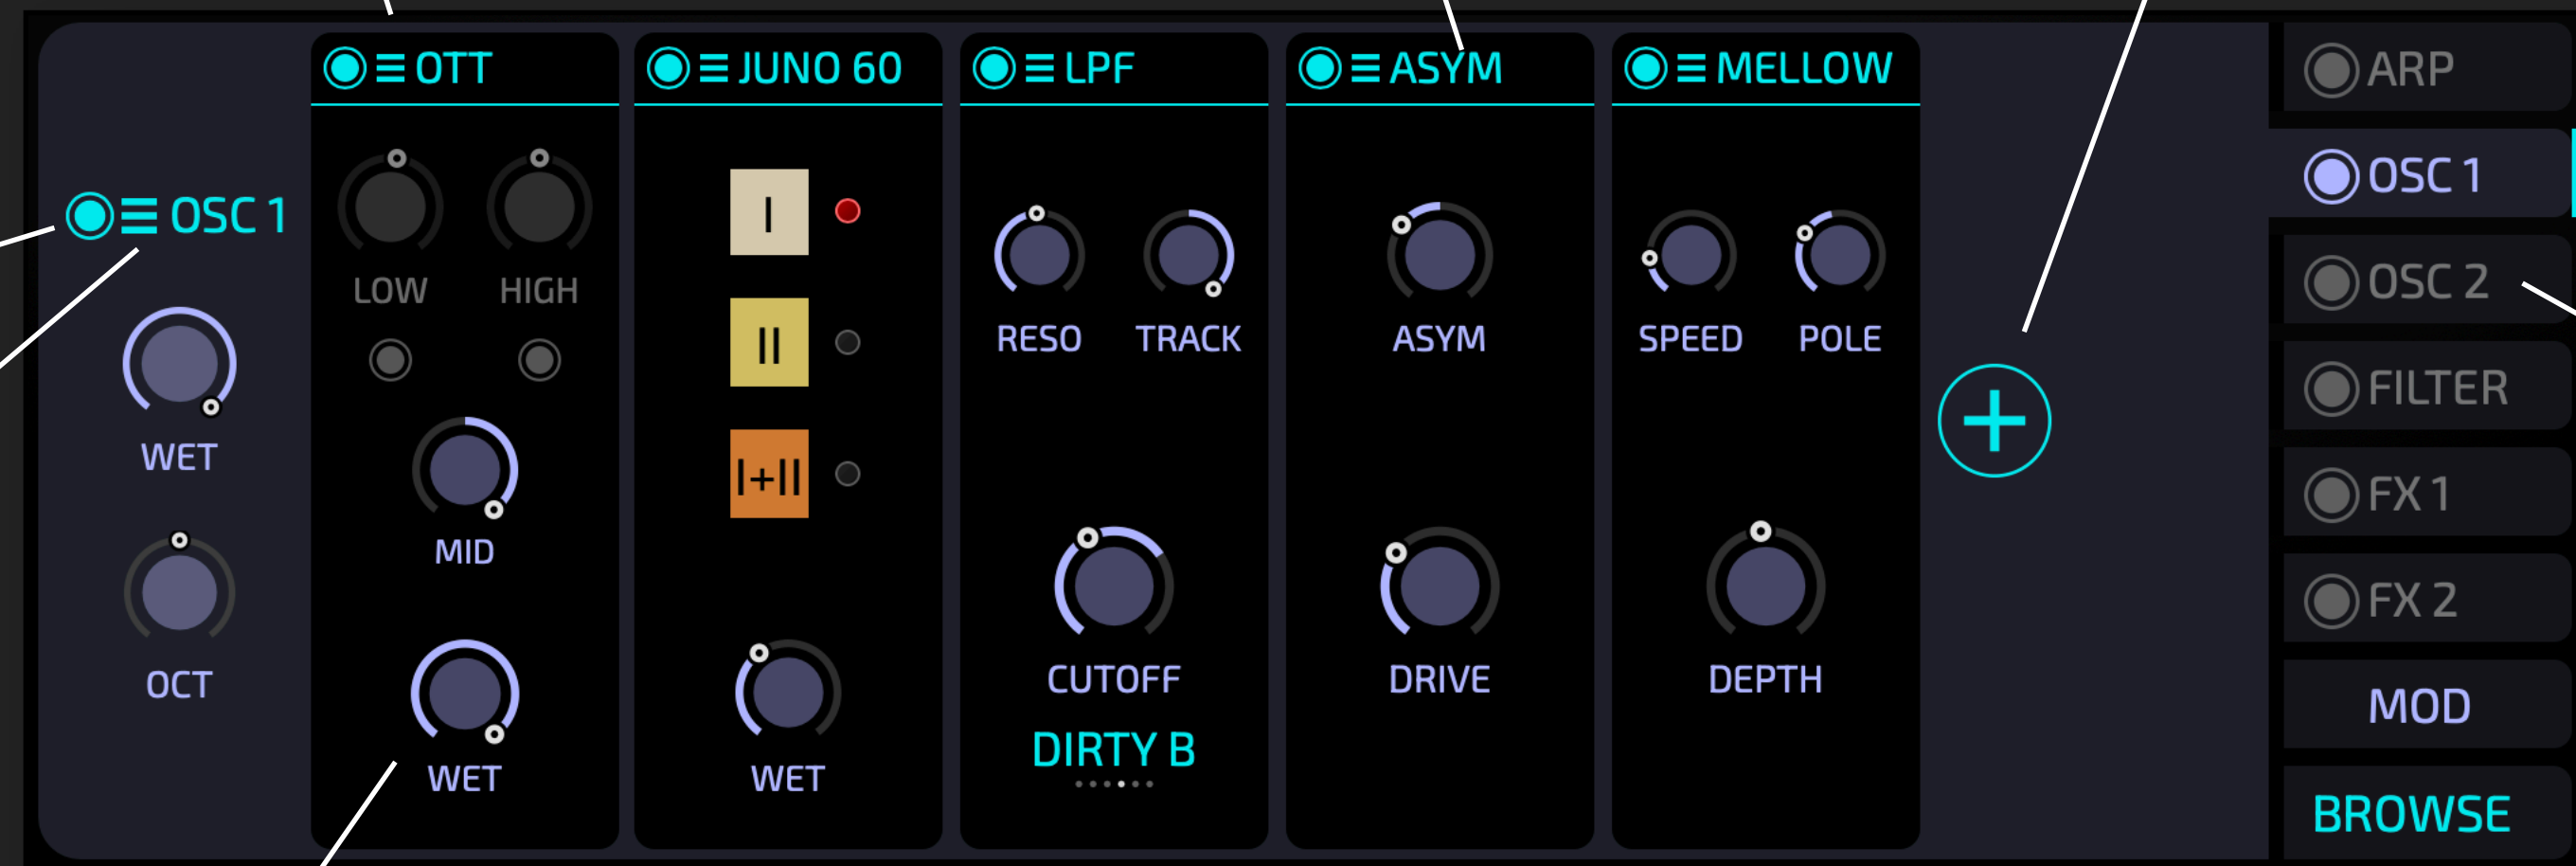 OTT
JUNO 60
LPF
ASYM
MELLOW
OSC 1
WET
OCT
LOW
HIGH
MID
WET
I
II
I+II
WET
RESO
TRACK
CUTOFF
DIRTY B
ASYM
DRIVE
SPEED
POLE
DEPTH
ARP
OSC 1
OSC 2
FILTER
FX 1
FX 2
MOD
BROWSE